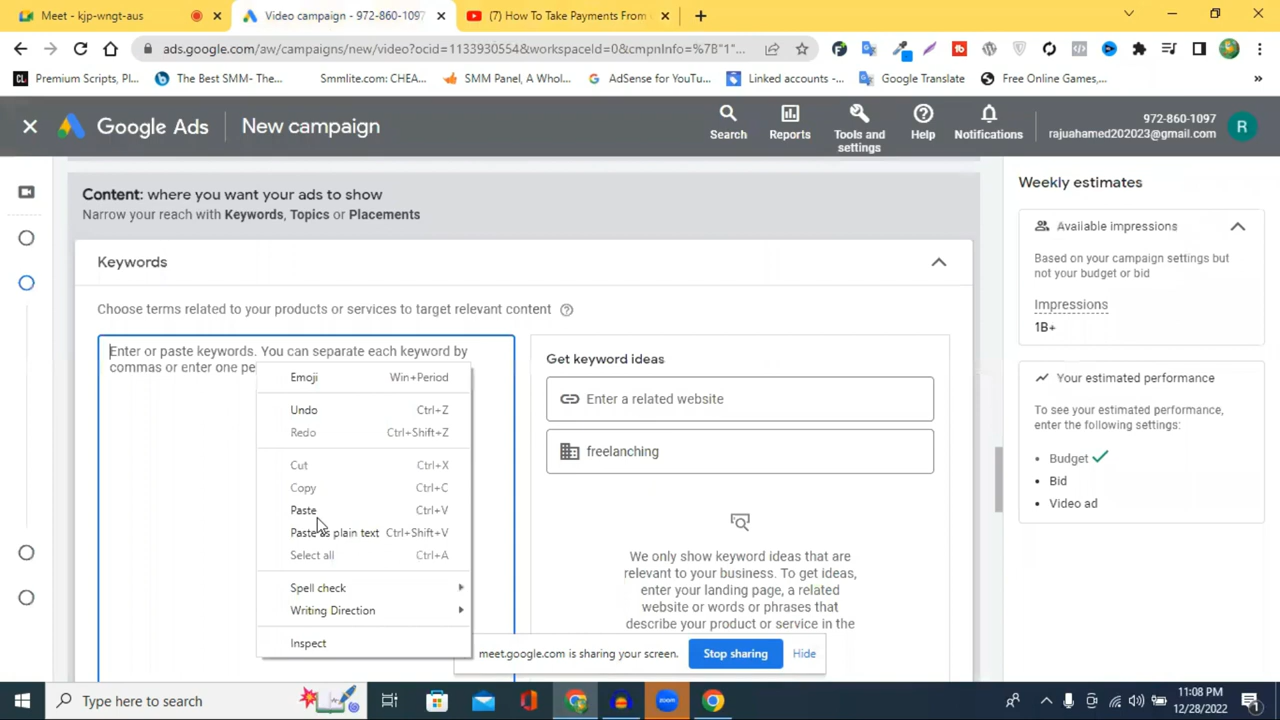 Meet - kjp-wngt-aus
Video campaign - 972-860-1097
(7) How To Take Payments From
ads.google.com/aw/campaigns/new/video?ocid=1133930554&workspaceId=0&cmpnInfo=%7B"1"...
Premium Scripts, Pl...
The Best SMM- The...
Smmlite.com: CHEA...
SMM Panel, A Whol...
AdSense for YouTu...
Linked accounts -...
Google Translate
Free Online Games,...
Google Ads
New campaign
Search
Reports
Tools and settings
Help
Notifications
972-860-1097
rajuahamed202023@gmail.com
R
Content: where you want your ads to show
Narrow your reach with Keywords, Topics or Placements
Keywords
Choose terms related to your products or services to target relevant content
Enter or paste keywords. You can separate each keyword by
commas or enter one pe
Emoji Win+Period
Undo Ctrl+Z
Redo Ctrl+Shift+Z
Cut Ctrl+X
Copy Ctrl+C
Paste Ctrl+V
Paste as plain text Ctrl+Shift+V
Select all Ctrl+A
Spell check
Writing Direction
Inspect
Get keyword ideas
Enter a related website
freelanching
We only show keyword ideas that are
relevant to your business. To get ideas,
enter your landing page, a related
website or words or phrases that
describe your product or service in the
Weekly estimates
Available impressions
Based on your campaign settings but
not your budget or bid
Impressions
1B+
Your estimated performance
To see your estimated performance,
enter the following settings:
Budget
Bid
Video ad
meet.google.com is sharing your screen.
Stop sharing
Hide
Type here to search
11:08 PM
12/28/2022